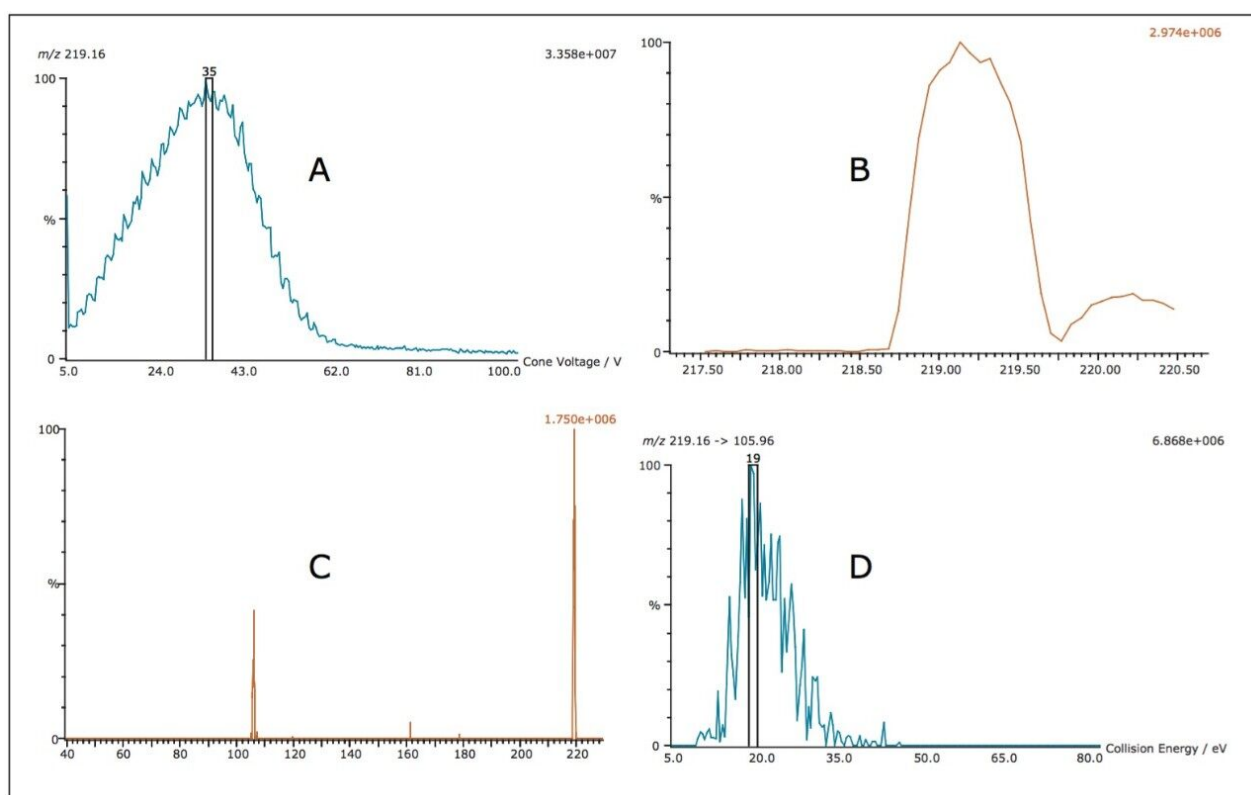 m/z 219.16
3.358e+007
35
100
%
0
A
5.0 24.0 43.0 62.0 81.0 100.0
Cone Voltage / V
2.974e+006
100
%
0
B
217.50 218.00 218.50 219.00 219.50 220.00 220.50
1.750e+006
100
%
0
C
40 60 80 100 120 140 160 180 200 220
m/z 219.16 -> 105.96
6.868e+006
19
100
%
0
D
5.0 20.0 35.0 50.0 65.0 80.0
Collision Energy / eV